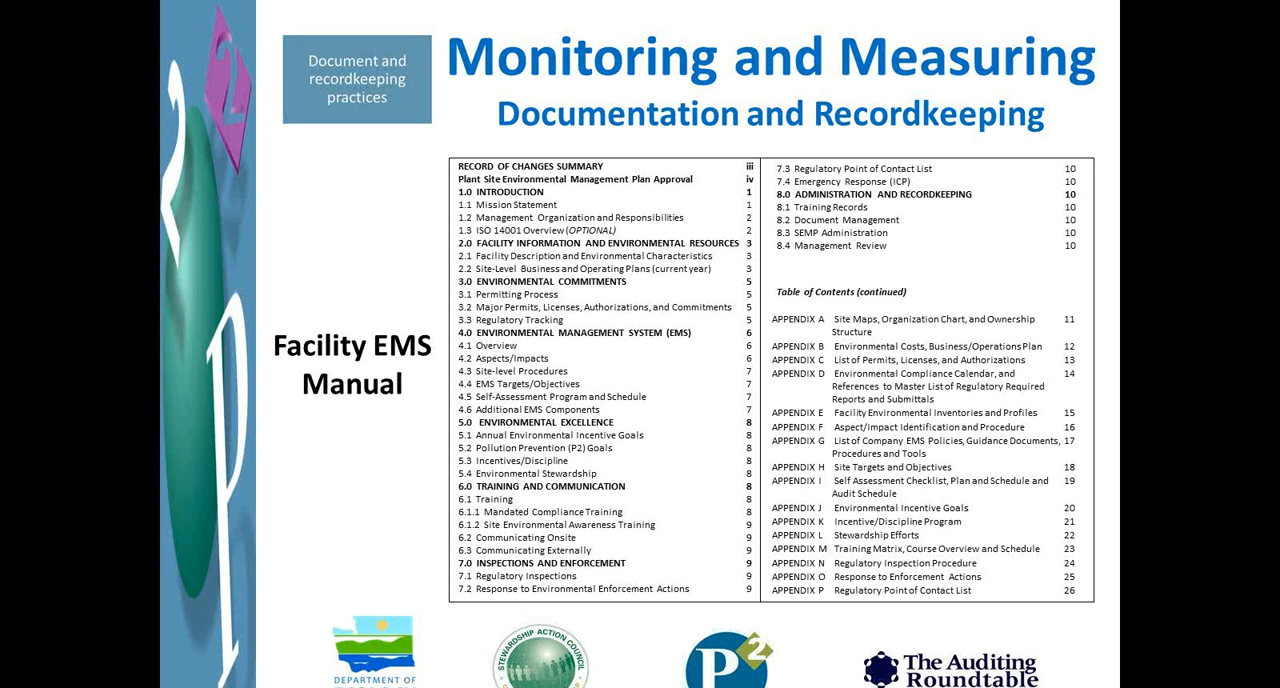 Document and
recordkeeping
practices
Monitoring and Measuring
Documentation and Recordkeeping
Facility EMS
Manual
RECORD OF CHANGES SUMMARY iii
Plant Site Environmental Management Plan Approval iv
1.0 INTRODUCTION 1
1.1 Mission Statement 1
1.2 Management Organization and Responsibilities 2
1.3 ISO 14001 Overview (OPTIONAL) 2
2.0 FACILITY INFORMATION AND ENVIRONMENTAL RESOURCES 3
2.1 Facility Description and Environmental Characteristics 3
2.2 Site-Level Business and Operating Plans (current year) 3
3.0 ENVIRONMENTAL COMMITMENTS 5
3.1 Permitting Process 5
3.2 Major Permits, Licenses, Authorizations, and Commitments 5
3.3 Regulatory Tracking 5
4.0 ENVIRONMENTAL MANAGEMENT SYSTEM (EMS) 6
4.1 Overview 6
4.2 Aspects/Impacts 6
4.3 Site-level Procedures 7
4.4 EMS Targets/Objectives 7
4.5 Self-Assessment Program and Schedule 7
4.6 Additional EMS Components 7
5.0 ENVIRONMENTAL EXCELLENCE 8
5.1 Annual Environmental Incentive Goals 8
5.2 Pollution Prevention (P2) Goals 8
5.3 Incentives/Discipline 8
5.4 Environmental Stewardship 8
6.0 TRAINING AND COMMUNICATION 8
6.1 Training 8
6.1.1 Mandated Compliance Training 8
6.1.2 Site Environmental Awareness Training 9
6.2 Communicating Onsite 9
6.3 Communicating Externally 9
7.0 INSPECTIONS AND ENFORCEMENT 9
7.1 Regulatory Inspections 9
7.2 Response to Environmental Enforcement Actions 9
7.3 Regulatory Point of Contact List 10
7.4 Emergency Response (ICP) 10
8.0 ADMINISTRATION AND RECORDKEEPING 10
8.1 Training Records 10
8.2 Document Management 10
8.3 SEMP Administration 10
8.4 Management Review 10
Table of Contents (continued)
APPENDIX A Site Maps, Organization Chart, and Ownership 11
Structure
APPENDIX B Environmental Costs, Business/Operations Plan 12
APPENDIX C List of Permits, Licenses, and Authorizations 13
APPENDIX D Environmental Compliance Calendar, and 14
References to Master List of Regulatory Required
Reports and Submittals
APPENDIX E Facility Environmental Inventories and Profiles 15
APPENDIX F Aspect/Impact Identification and Procedure 16
APPENDIX G List of Company EMS Policies, Guidance Documents, 17
Procedures and Tools
APPENDIX H Site Targets and Objectives 18
APPENDIX I Self Assessment Checklist, Plan and Schedule and 19
Audit Schedule
APPENDIX J Environmental Incentive Goals 20
APPENDIX K Incentive/Discipline Program 21
APPENDIX L Stewardship Efforts 22
APPENDIX M Training Matrix, Course Overview and Schedule 23
APPENDIX N Regulatory Inspection Procedure 24
APPENDIX O Response to Enforcement Actions 25
APPENDIX P Regulatory Point of Contact List 26
2
P
DEPARTMENT OF
STEWARDSHIP ACTION COUNCIL
P2
The Auditing
Roundtable